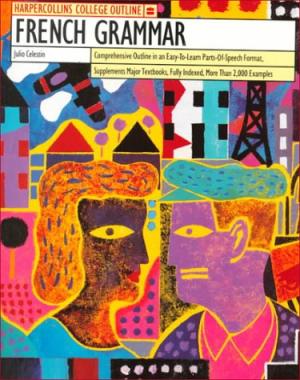 HARPERCOLLINS COLLEGE OUTLINE
FRENCH GRAMMAR
Julio Celestin
Comprehensive Outline in an Easy-To-Learn Parts-Of-Speech Format,
Supplements Major Textbooks, Fully Indexed, More Than 2,000 Examples